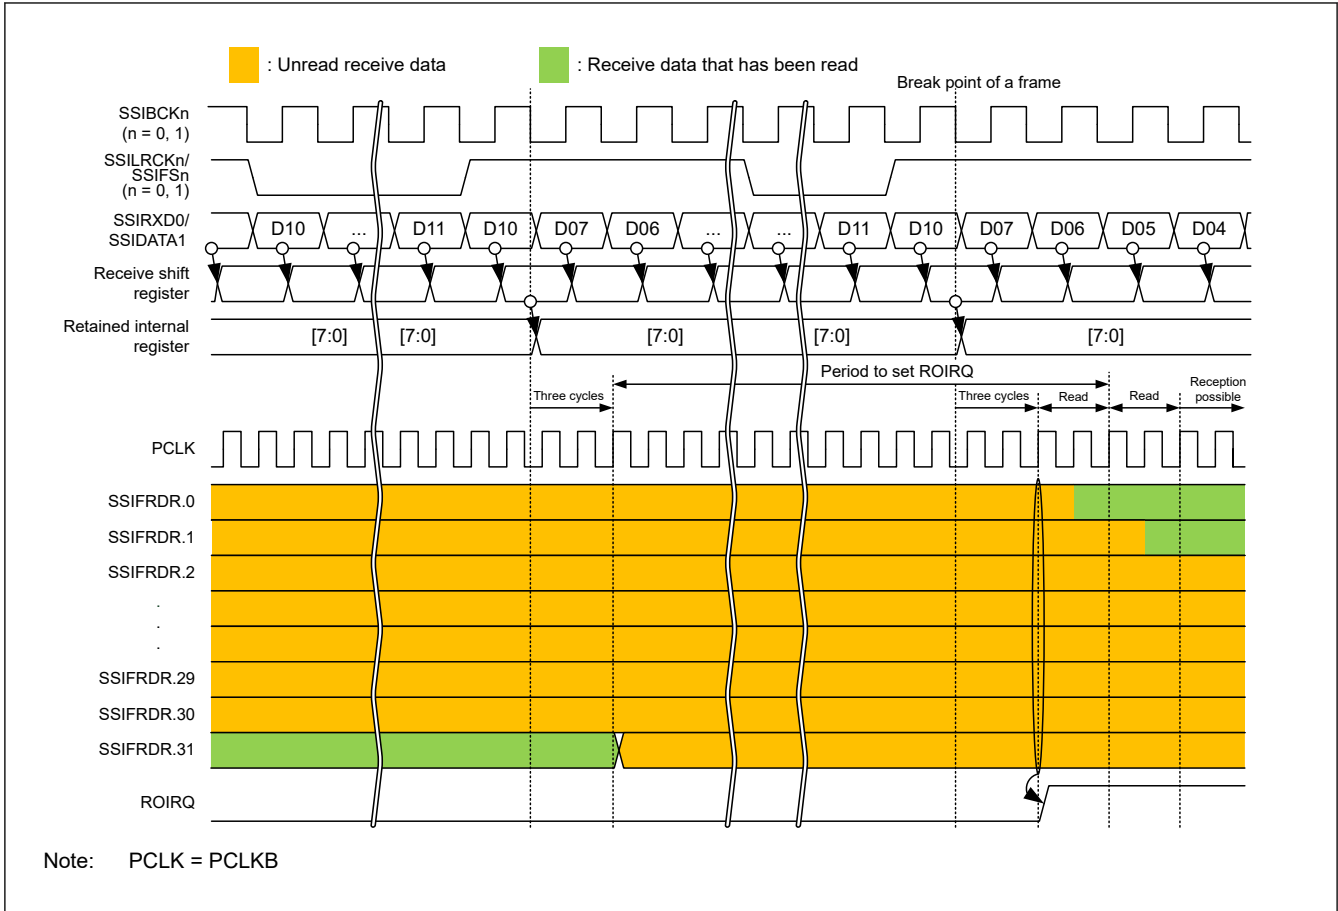 : Unread receive data
: Receive data that has been read
Break point of a frame
SSIBCKn
(n = 0, 1)
SSILRCKn/
SSIFSn
(n = 0, 1)
SSIRXD0/
SSIDATA1
D10 ... D11 D10 D07 D06 ... ... D11 D10 D07 D06 D05 D04
Receive shift
register
Retained internal
register
[7:0] [7:0] [7:0] [7:0] [7:0]
Period to set ROIRQ
Three cycles Three cycles Read Read Reception
possible
PCLK
SSIFRDR.0
SSIFRDR.1
SSIFRDR.2
.
.
.
SSIFRDR.29
SSIFRDR.30
SSIFRDR.31
ROIRQ
Note: PCLK = PCLKB